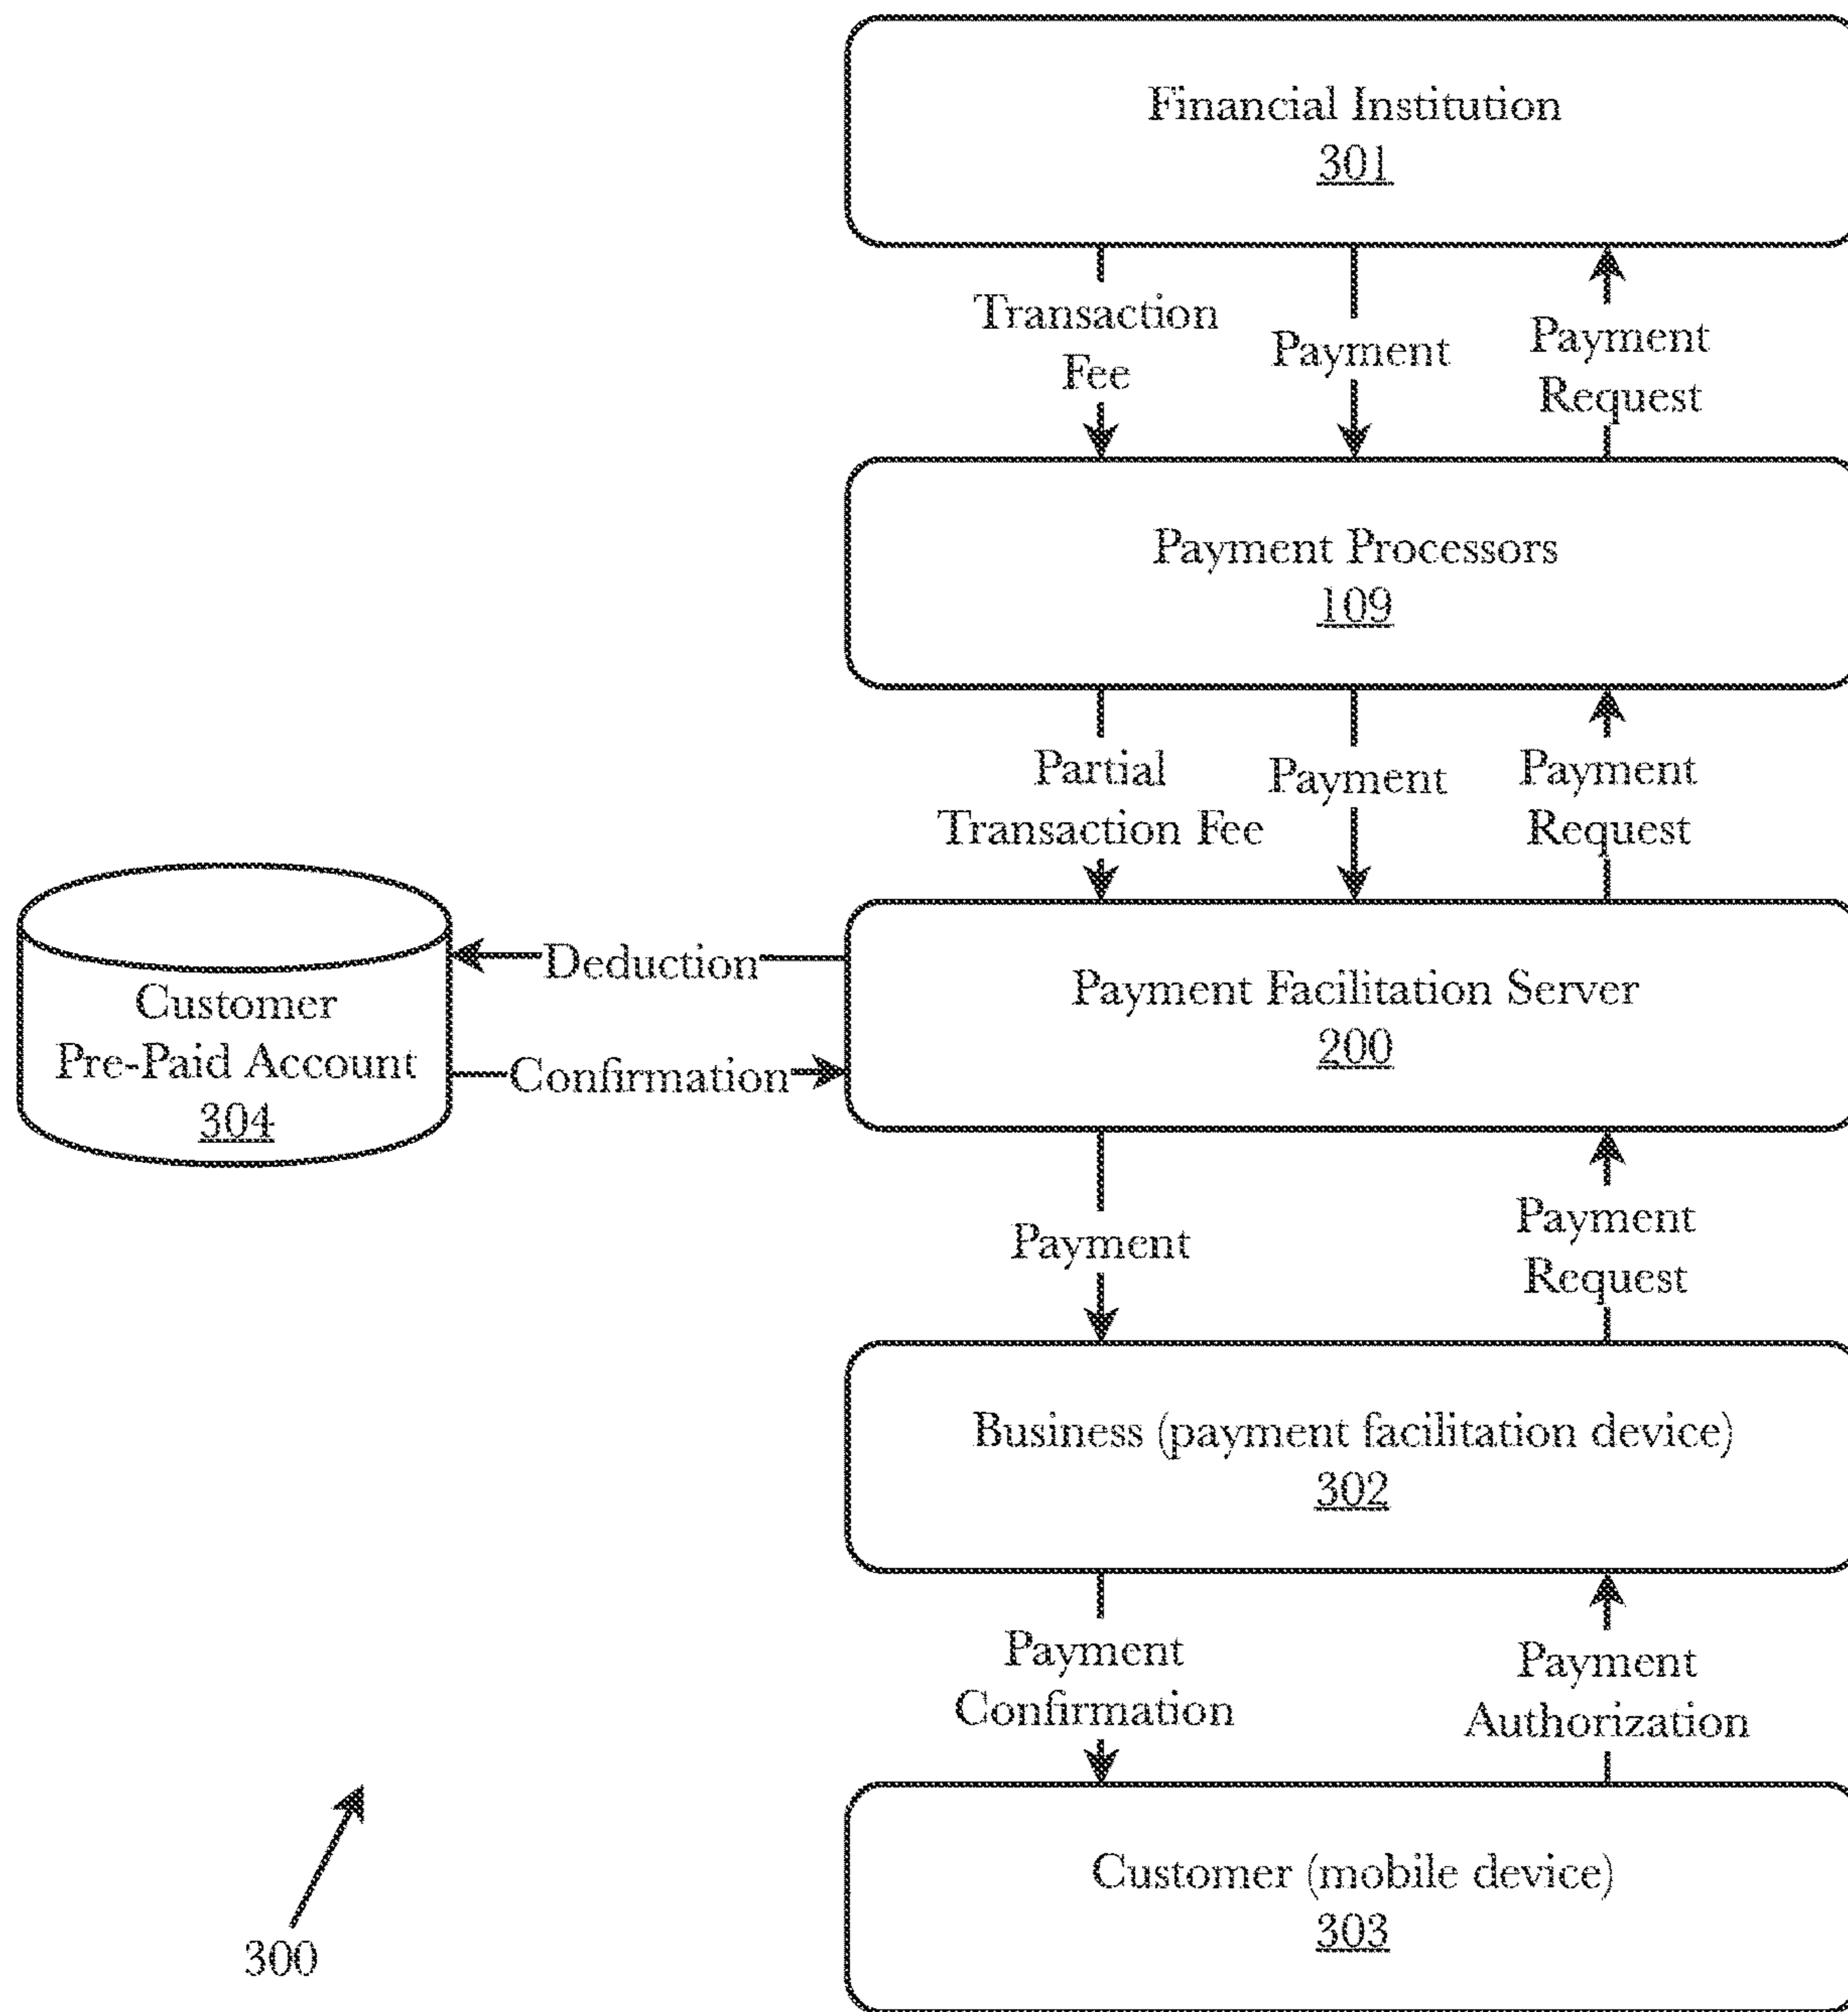 Financial Institution
301
Transaction
Fee
Payment
Payment
Request
Payment Processors
109
Partial
Transaction Fee
Payment
Payment
Request
Customer
Pre-Paid Account
304
Deduction
Confirmation
Payment Facilitation Server
200
Payment
Payment
Request
Business (payment facilitation device)
302
Payment
Confirmation
Payment
Authorization
Customer (mobile device)
303
300